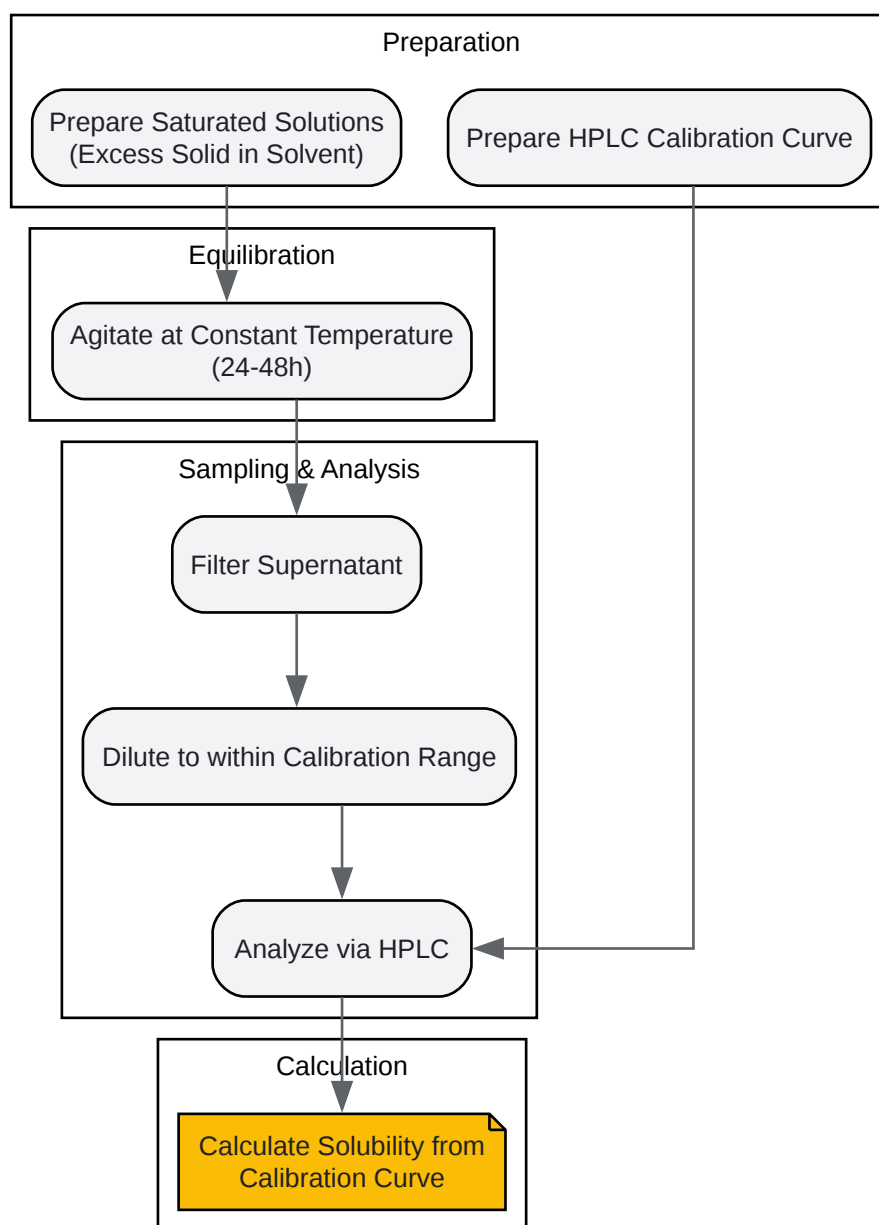 Preparation
Prepare Saturated Solutions
(Excess Solid in Solvent)
Prepare HPLC Calibration Curve
Equilibration
Agitate at Constant Temperature
(24-48h)
Sampling & Analysis
Filter Supernatant
Dilute to within Calibration Range
Analyze via HPLC
Calculation
Calculate Solubility from
Calibration Curve